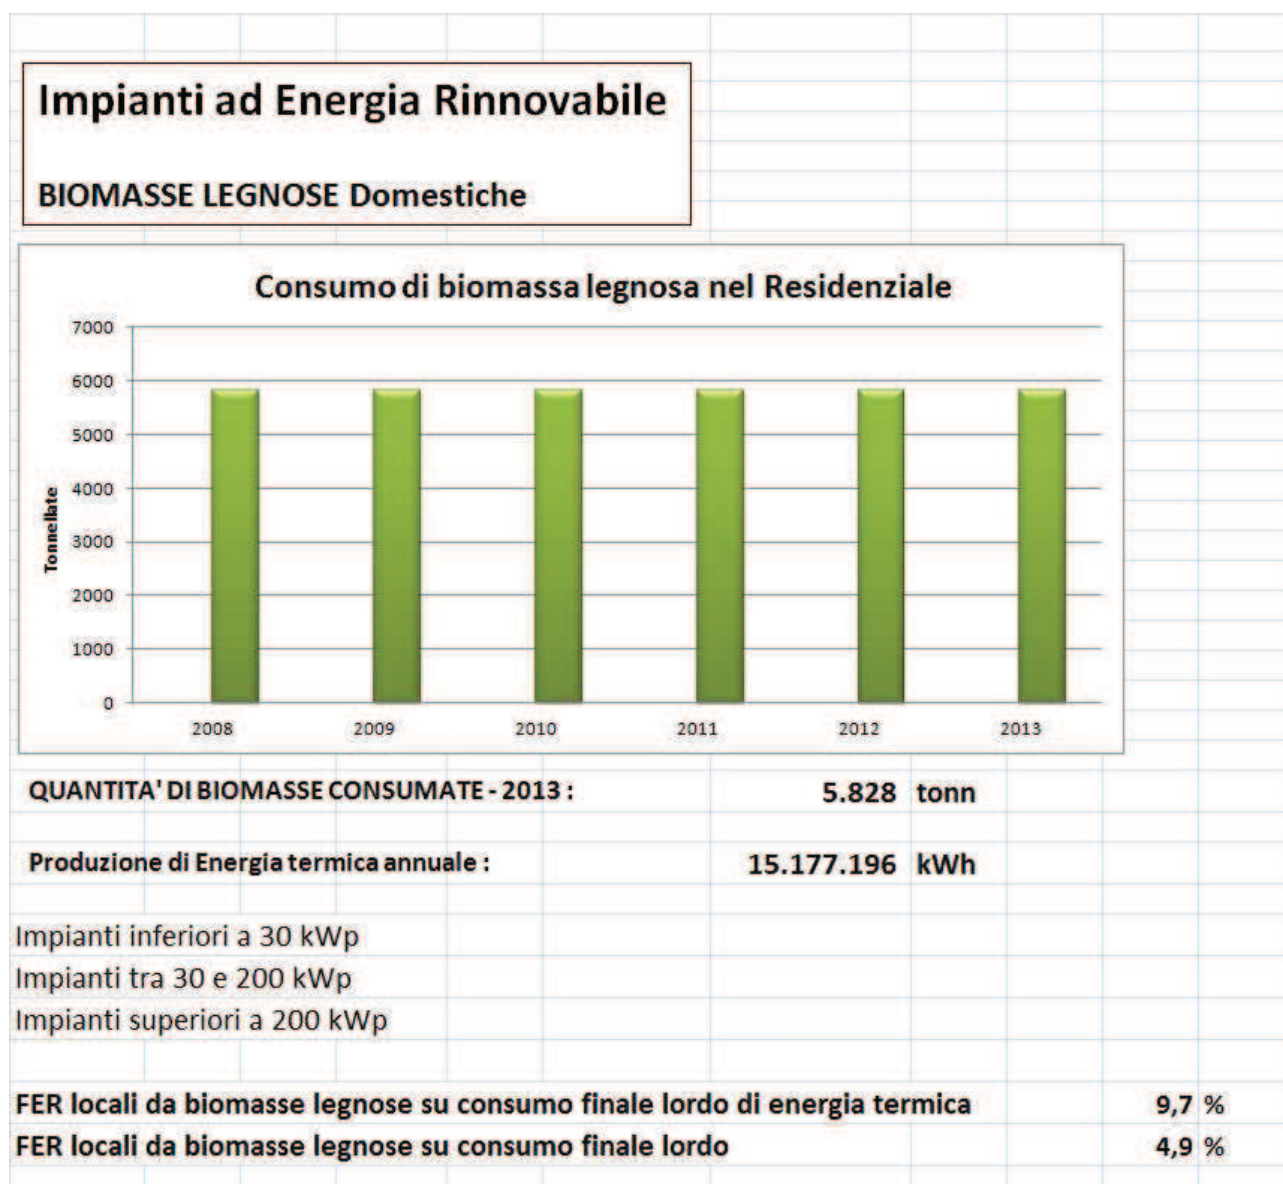 Impianti ad Energia Rinnovabile
BIOMASSE LEGNOSE Domestiche
Consumo di biomassa legnosa nel Residenziale
7000
6000
5000
4000
3000
2000
1000
0
Tonnellate
2008 2009 2010 2011 2012 2013
QUANTITA' DI BIOMASSE CONSUMATE - 2013 : 5.828 tonn
Produzione di Energia termica annuale : 15.177.196 kWh
Impianti inferiori a 30 kWp
Impianti tra 30 e 200 kWp
Impianti superiori a 200 kWp
FER locali da biomasse legnose su consumo finale lordo di energia termica 9,7 %
FER locali da biomasse legnose su consumo finale lordo 4,9 %